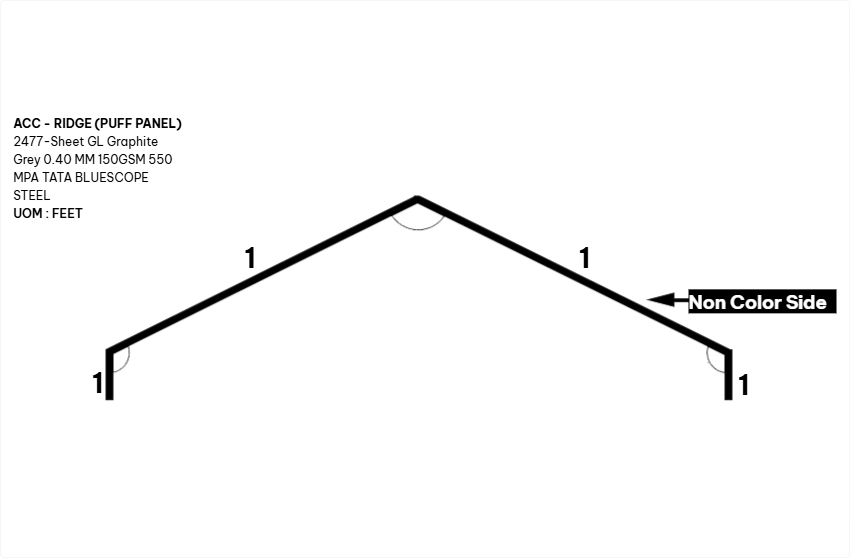 ACC - RIDGE (PUFF PANEL)
2477-Sheet GL Graphite
Grey 0.40 MM 150GSM 550
MPA TATA BLUESCOPE
STEEL
UOM : FEET
1
1
Non Color Side
1
1